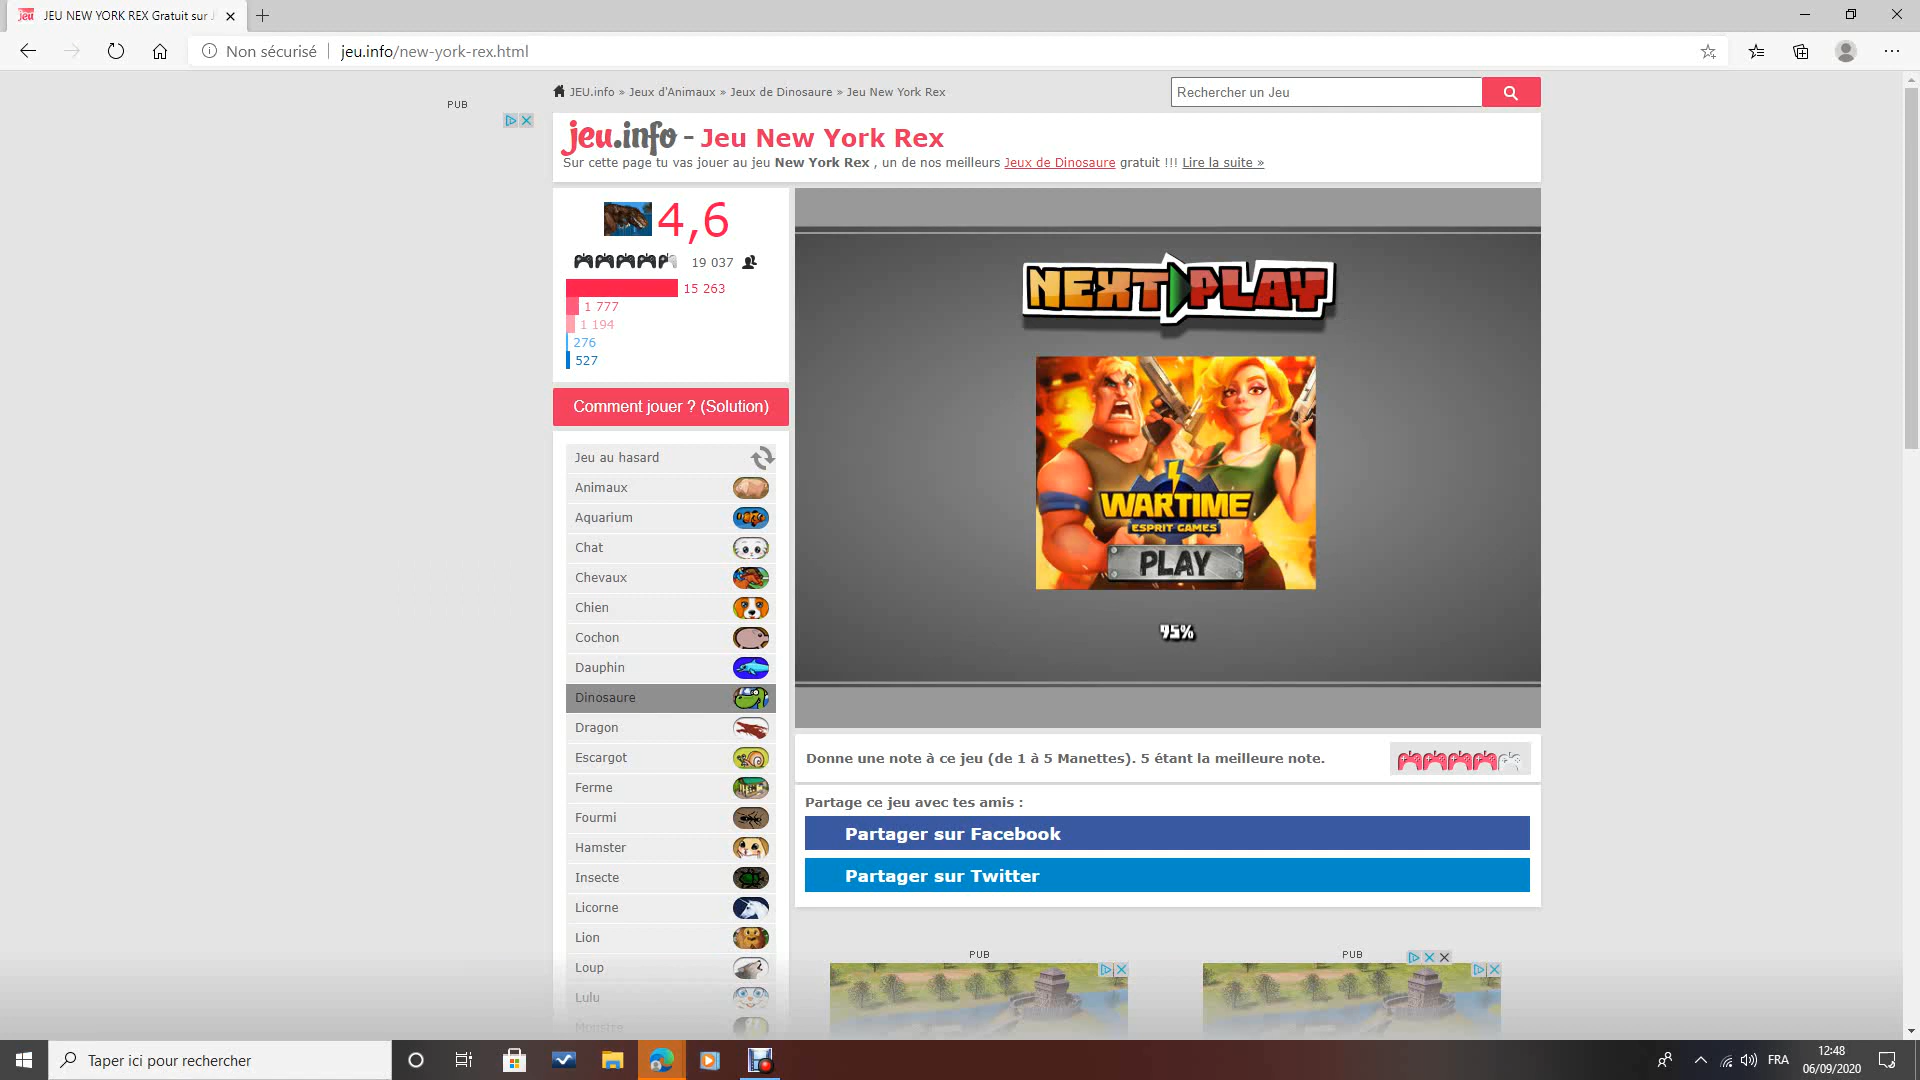 jeu
JEU NEW YORK REX Gratuit sur J
Non sécurisé
jeu.info/new-york-rex.html
JEU.info » Jeux d'Animaux » Jeux de Dinosaure » Jeu New York Rex
Rechercher un Jeu
PUB
jeu.info - Jeu New York Rex
Sur cette page tu vas jouer au jeu New York Rex , un de nos meilleurs Jeux de Dinosaure gratuit !!! Lire la suite »
4,6
19 037
15 263
1 777
1 194
276
527
Comment jouer ? (Solution)
Jeu au hasard
Animaux
Aquarium
Chat
Chevaux
Chien
Cochon
Dauphin
Dinosaure
Dragon
Escargot
Ferme
Fourmi
Hamster
Insecte
Licorne
Lion
Loup
Lulu
Monstre
NEXT PLAY
WARTIME
ESPRIT GAMES
PLAY
95%
Donne une note à ce jeu (de 1 à 5 Manettes). 5 étant la meilleure note.
Partage ce jeu avec tes amis :
Partager sur Facebook
Partager sur Twitter
PUB
PUB
Taper ici pour rechercher
FRA
12:48
06/09/2020